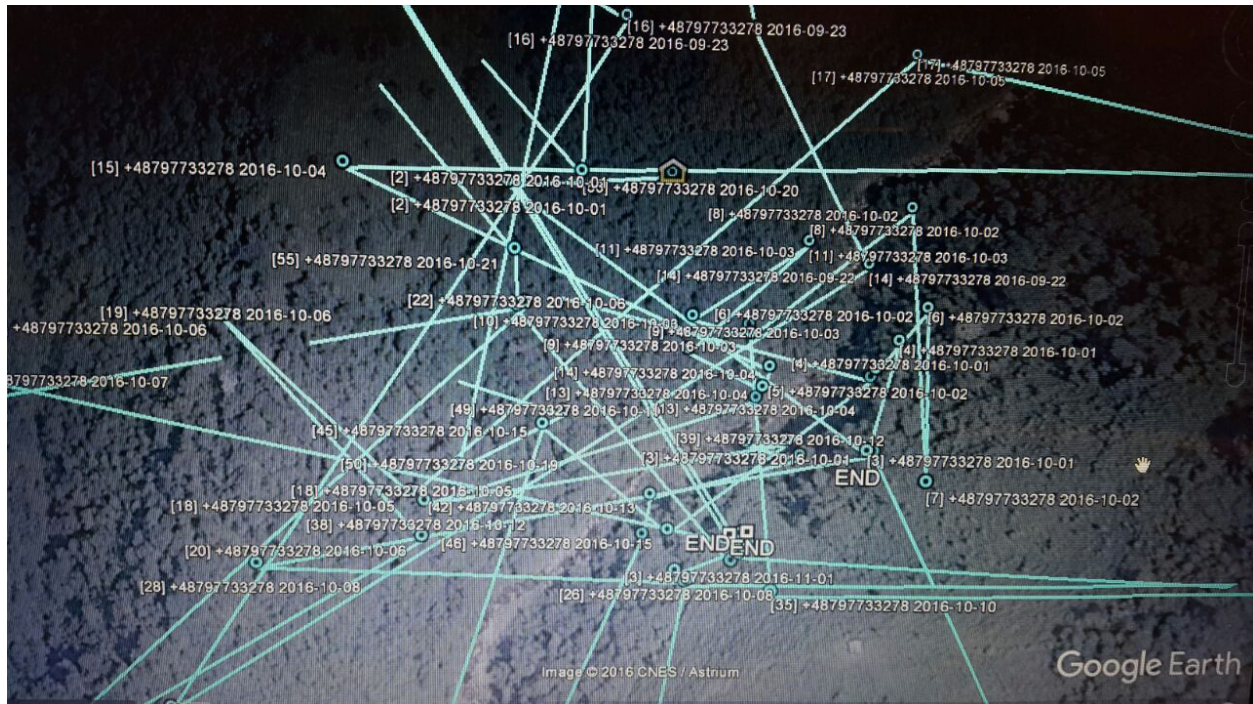 [16] +48797733278 2016-09-23
[16] +48797733278 2016-09-23
[17] +48797733278 2016-10-05
[17] +48797733278 2016-10-05
[15] +48797733278 2016-10-04
[2] +48797733278 2016-10-01
[33] +48797733278 2016-10-20
[2] +48797733278 2016-10-01
[8] +48797733278 2016-10-02
[8] +48797733278 2016-10-02
[11] +48797733278 2016-10-03
[11] +48797733278 2016-10-03
[55] +48797733278 2016-10-21
[14] +48797733278 2016-09-22
[14] +48797733278 2016-09-22
[22] +48797733278 2016-10-06
[19] +48797733278 2016-10-06
[10] +48797733278
[6] +48797733278 2016-10-02
[6] +48797733278 2016-10-02
+48797733278 2016-10-06
[9] +48797733278 2016-10-03
[9] +48797733278 2016-10-03
[4] +48797733278 2016-10-01
[4] +48797733278 2016-10-01
[14] +48797733278 2016-10-04
48797733278 2016-10-07
[13] +48797733278 2016-10-04
[5] +48797733278 2016-10-02
[49] +48797733278
[13] +48797733278 2016-10-04
[45] +48797733278 2016-10-15
[39] +48797733278 2016-10-12
[50] +48797733278 2016-10-19
[3] +48797733278 2016-10-01
[3] +48797733278 2016-10-01
END
[18] +48797733278 2016-10-05
[18] +48797733278 2016-10-05
[42] +48797733278 2016-10-13
[7] +48797733278 2016-10-02
[38] +48797733278 2016-10-12
[46] +48797733278 2016-10-15
END
END
[20] +48797733278 2016-10-06
[28] +48797733278 2016-10-08
[3] +48797733278 2016-11-01
[26] +48797733278 2016-10-08
[35] +48797733278 2016-10-10
Image © 2016 CNES / Astrium
Google Earth